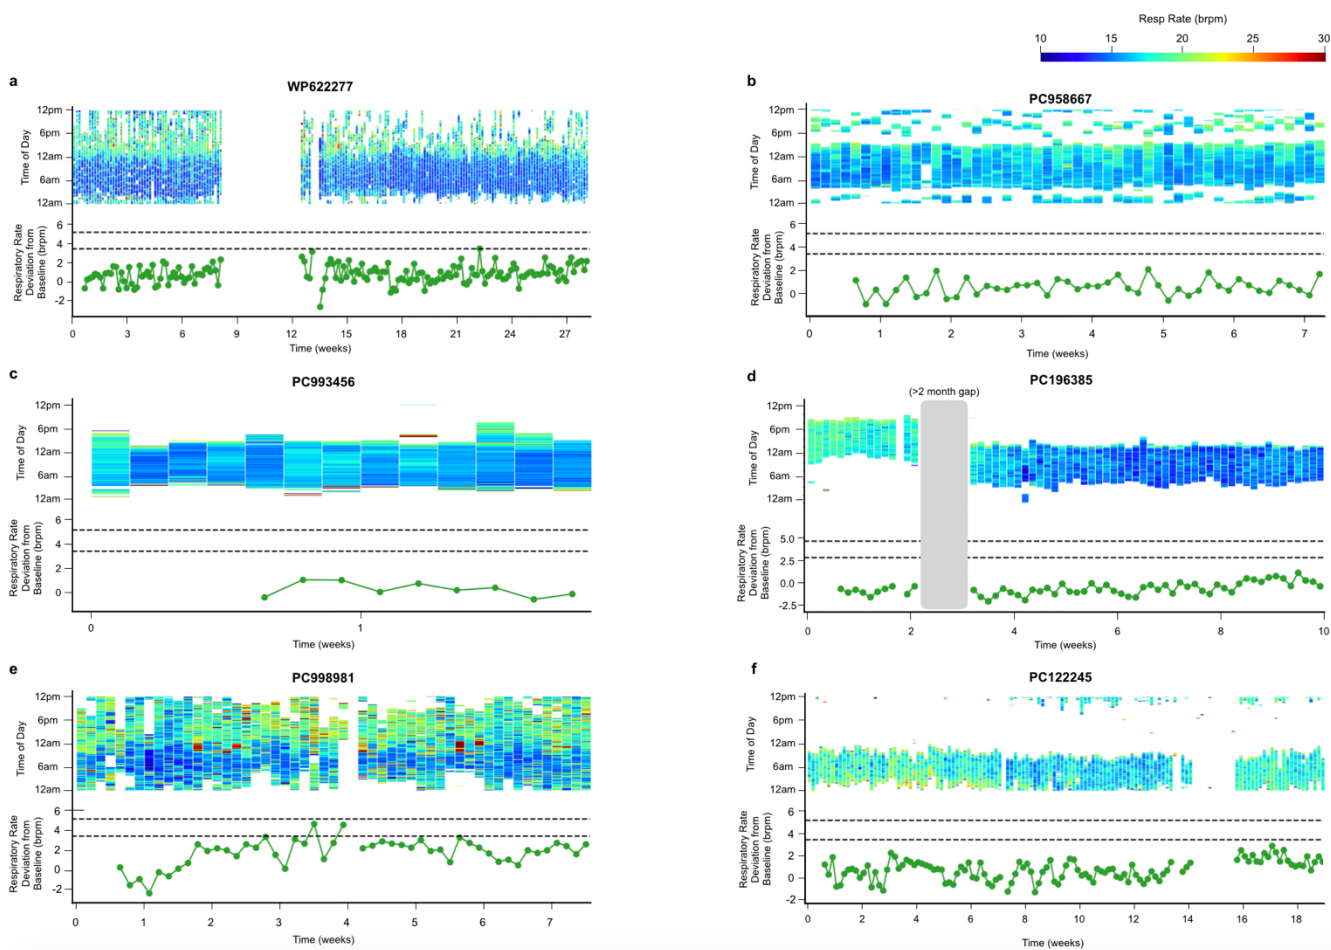 Resp Rate (brpm)
10 15 20 25 30
a
WP622277
12pm
6pm
12am
6am
12am
Time of Day
6
4
2
0
-2
Respiratory Rate
Deviation from
Baseline (brpm)
0 3 6 9 12 15 18 21 24 27
Time (weeks)
b
PC958667
12pm
6pm
12am
6am
12am
Time of Day
6
4
2
0
Respiratory Rate
Deviation from
Baseline (brpm)
0 1 2 3 4 5 6 7
Time (weeks)
c
PC993456
12pm
6pm
12am
6am
12am
Time of Day
6
4
2
0
Respiratory Rate
Deviation from
Baseline (brpm)
0 1
Time (weeks)
d
PC196385
(>2 month gap)
12pm
6pm
12am
6am
12am
Time of Day
5.0
2.5
0.0
-2.5
Respiratory Rate
Deviation from
Baseline (brpm)
0 2 4 6 8 10
Time (weeks)
e
PC998981
12pm
6pm
12am
6am
12am
Time of Day
6
4
2
0
-2
Respiratory Rate
Deviation from
Baseline (brpm)
0 1 2 3 4 5 6 7
Time (weeks)
f
PC122245
12pm
6pm
12am
6am
12am
Time of Day
6
4
2
0
-2
Respiratory Rate
Deviation from
Baseline (brpm)
0 2 4 6 8 10 12 14 16 18
Time (weeks)